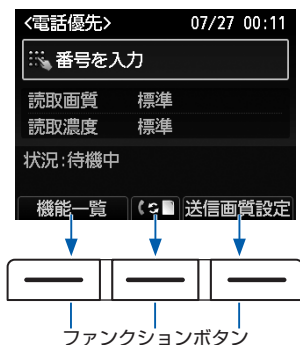 <電話優先> 07/27 00:11
番号を入力
読取画質 標準
読取濃度 標準
状況:待機中
機能一覧 送信画質設定
ファンクションボタン